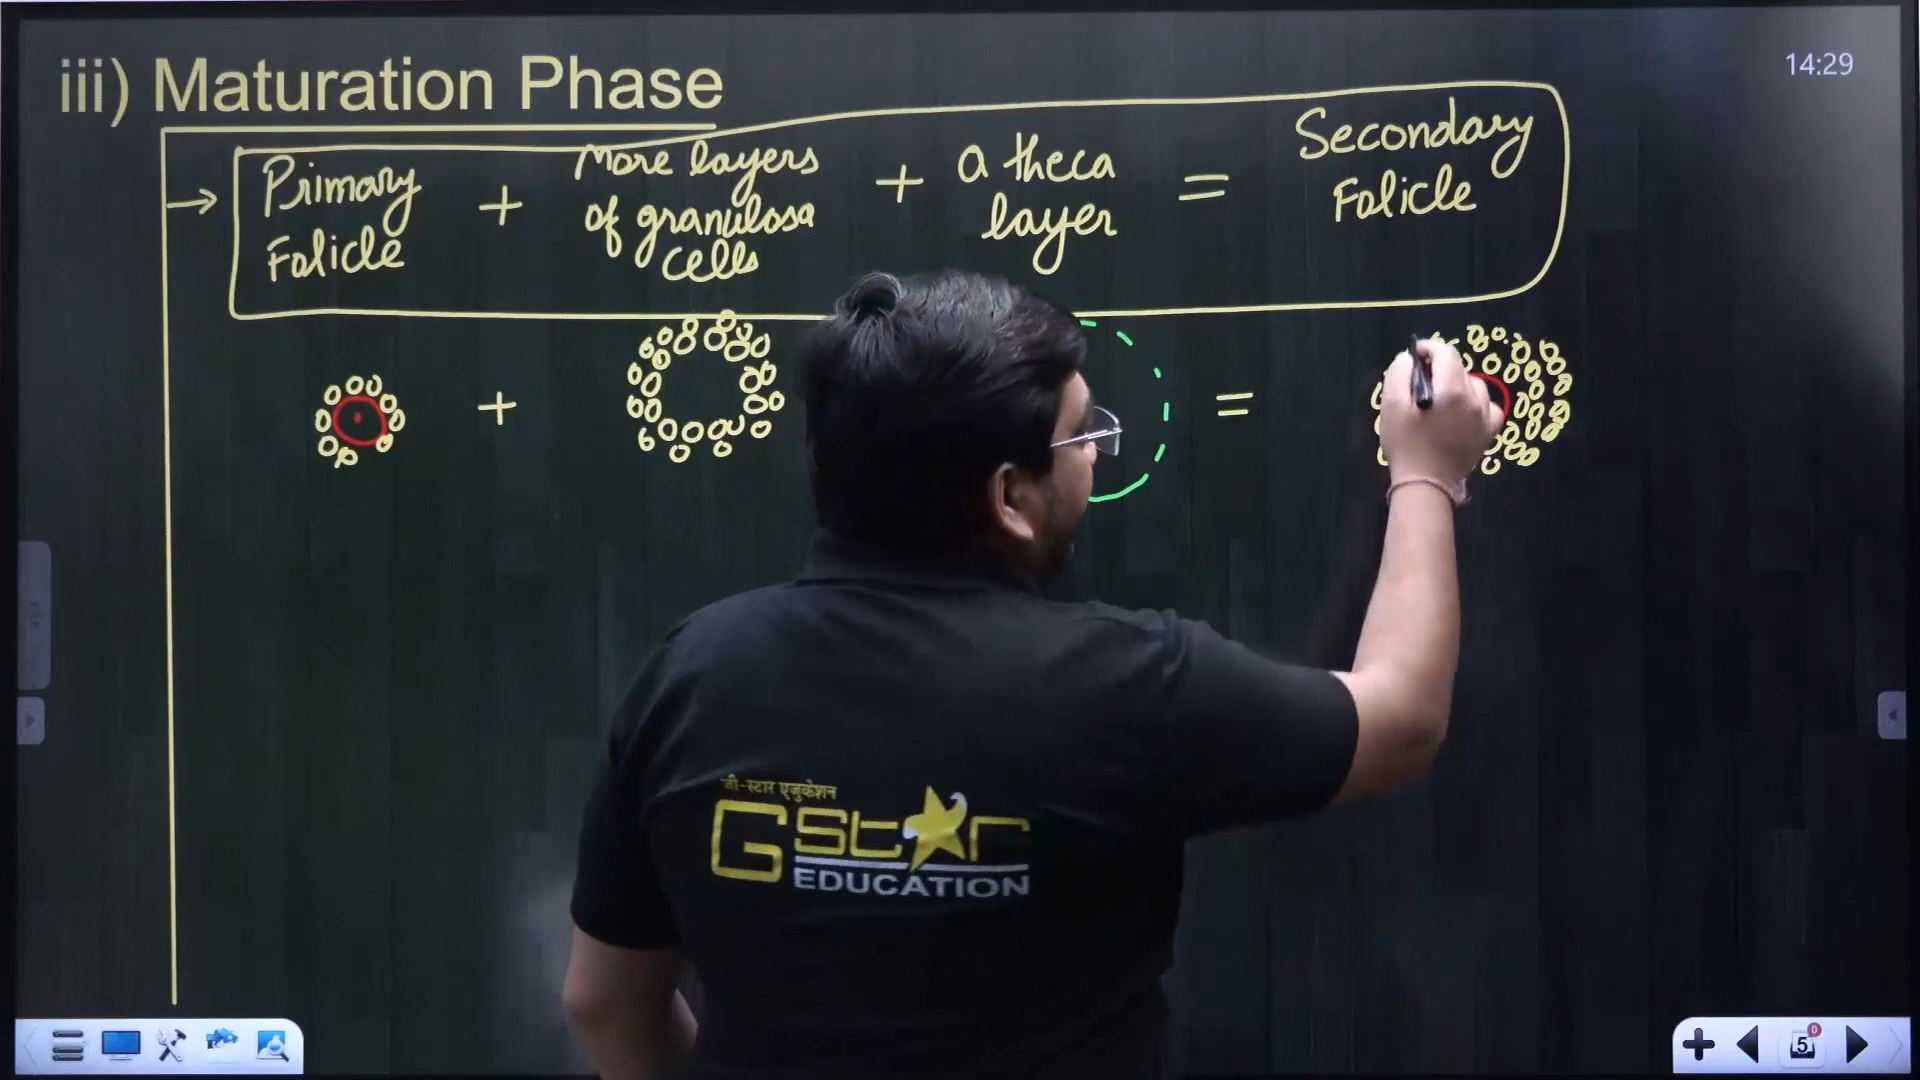 iii) Maturation Phase
14:29
→ Primary Folicle + More layers of granulosa cells + a theca layer = Secondary Folicle
+ =
जी-स्टार एजुकेशन
GStar
EDUCATION
5
0